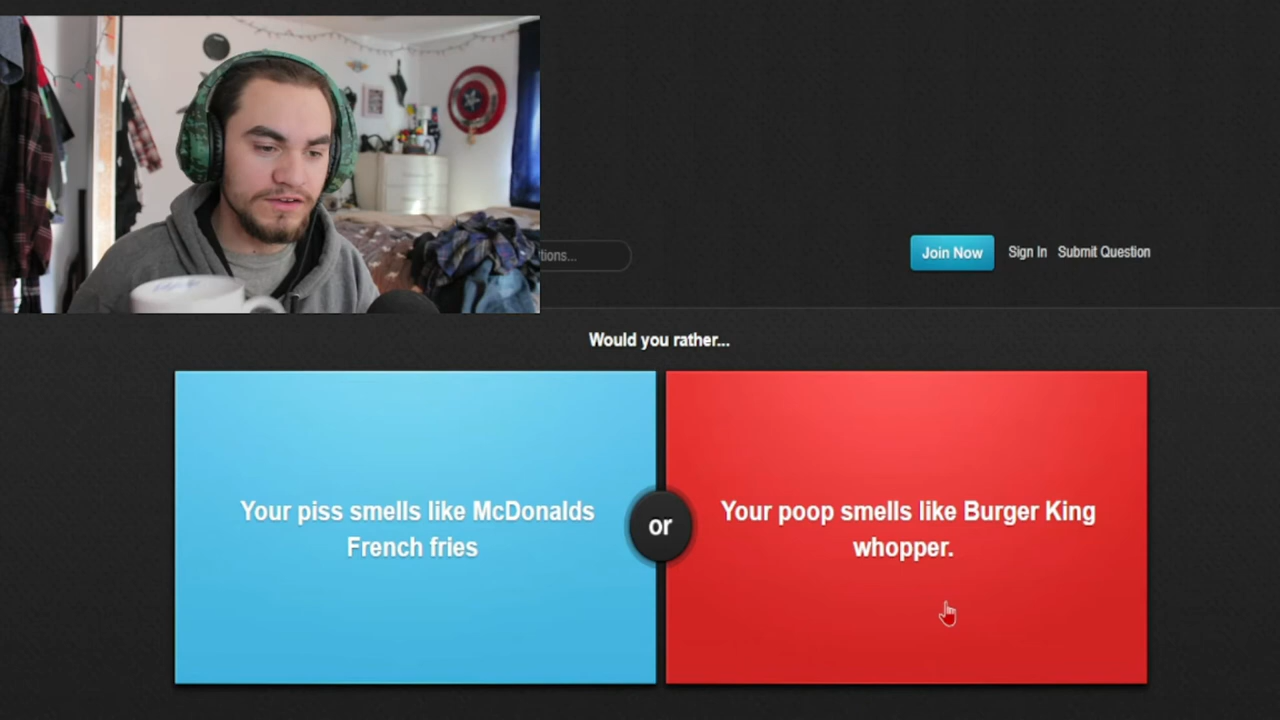 tions...
Join Now
Sign In
Submit Question
Would you rather...
Your piss smells like McDonalds
French fries
or
Your poop smells like Burger King
whopper.